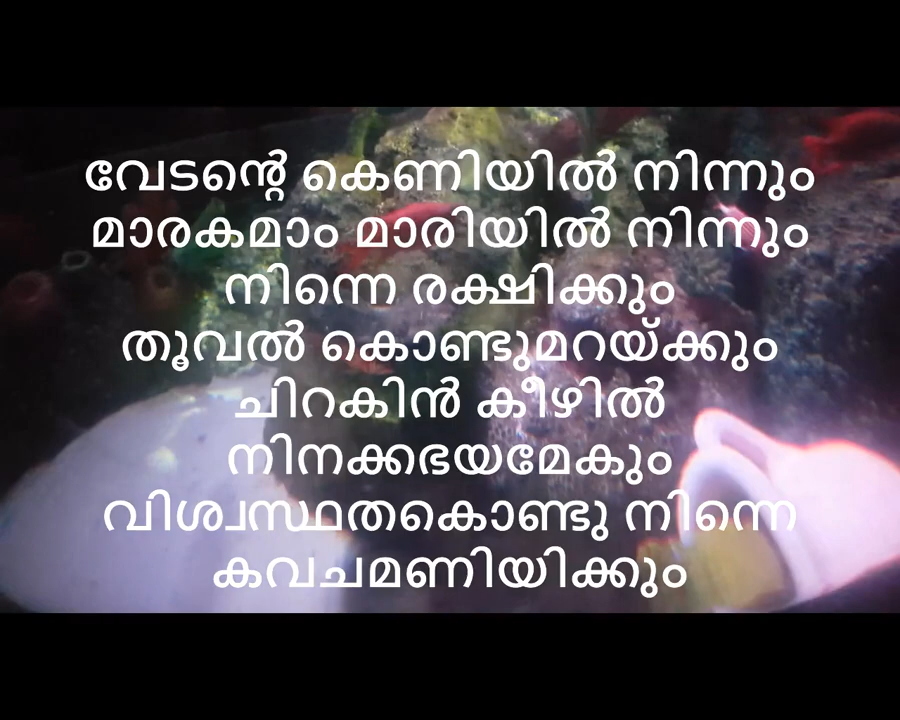 വേടന്റെ കെണിയിൽ നിന്നും
മാരകമാം മാരിയിൽ നിന്നും
നിന്നെ രക്ഷിക്കും
തൂവൽ കൊണ്ടുമറയ്ക്കും
ചിറകിൻ കീഴിൽ
നിനക്കഭയമേകും
വിശ്വസ്ഥതകൊണ്ടു നിന്നെ
കവചമണിയിക്കും